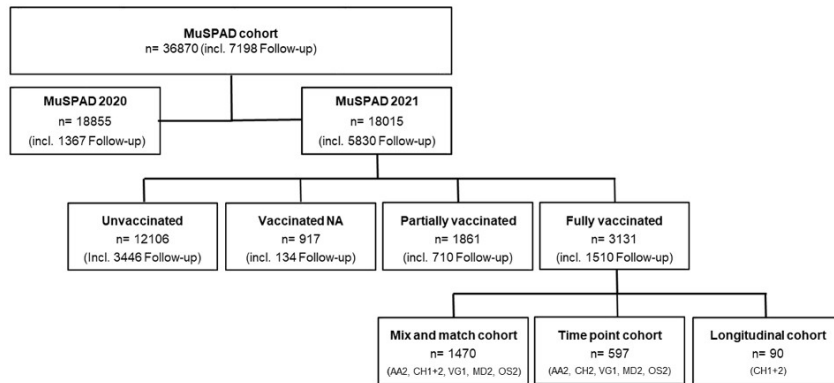 MuSPAD cohort
n= 36870 (incl. 7198 Follow-up)
MuSPAD 2020
n= 18855
(incl. 1367 Follow-up)
MuSPAD 2021
n= 18015
(incl. 5830 Follow-up)
Unvaccinated
n= 12106
(Incl. 3446 Follow-up)
Vaccinated NA
n= 917
(incl. 134 Follow-up)
Partially vaccinated
n= 1861
(incl. 710 Follow-up)
Fully vaccinated
n= 3131
(incl. 1510 Follow-up)
Mix and match cohort
n= 1470
(AA2, CH1+2, VG1, MD2, OS2)
Time point cohort
n= 597
(AA2, CH2, VG1, MD2, OS2)
Longitudinal cohort
n= 90
(CH1+2)